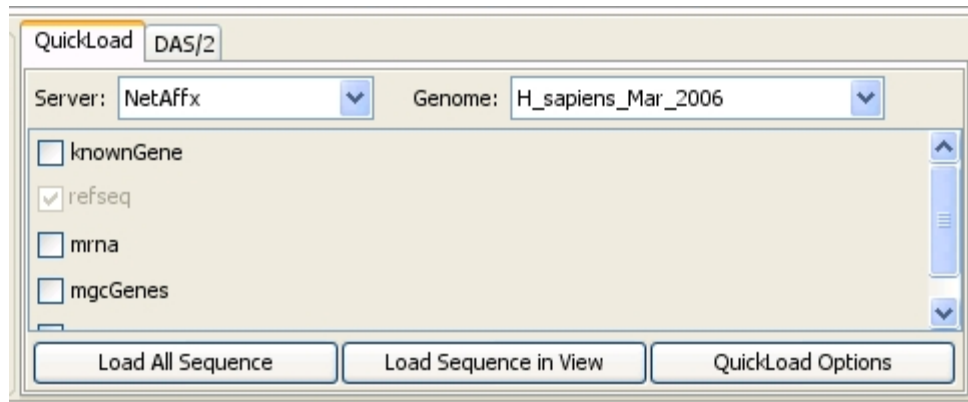 QuickLoad DAS/2
Server: NetAffx Genome: H_sapiens_Mar_2006
knownGene
refseq
mrna
mgcGenes
Load All Sequence Load Sequence in View QuickLoad Options